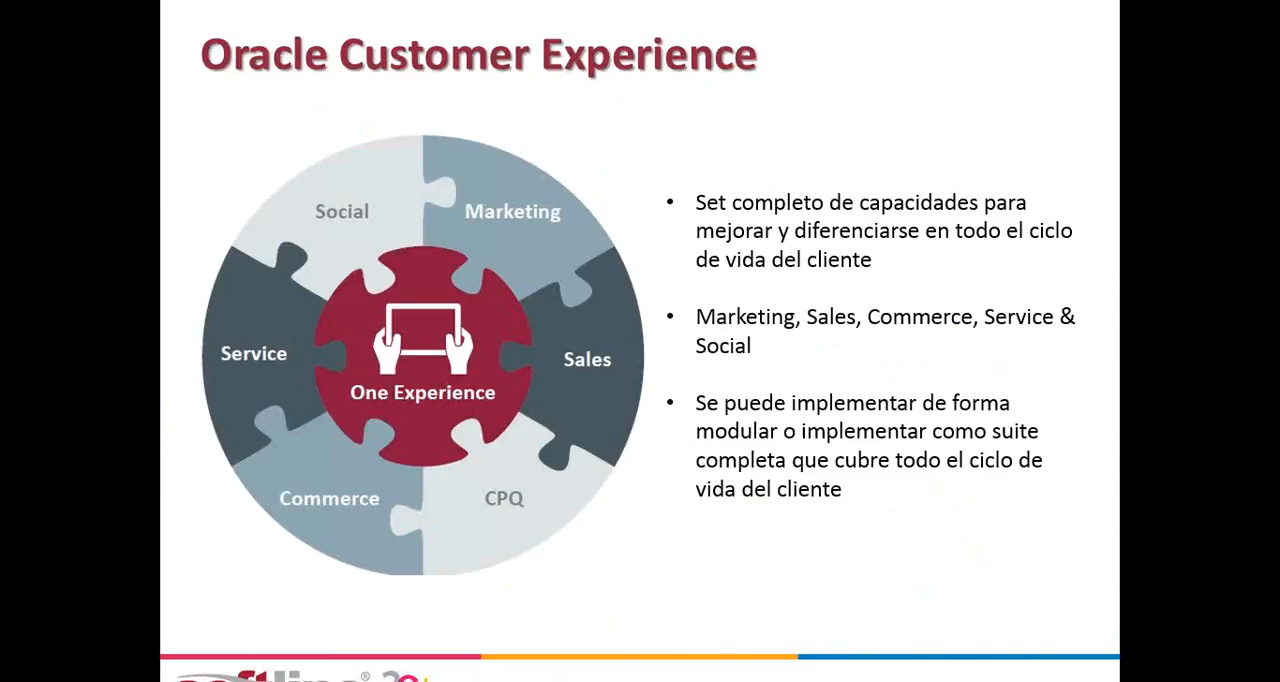 Oracle Customer Experience
Social
Marketing
Service
Sales
One Experience
Commerce
CPQ
• Set completo de capacidades para
mejorar y diferenciarse en todo el ciclo
de vida del cliente
• Marketing, Sales, Commerce, Service &
Social
• Se puede implementar de forma
modular o implementar como suite
completa que cubre todo el ciclo de
vida del cliente
softline®